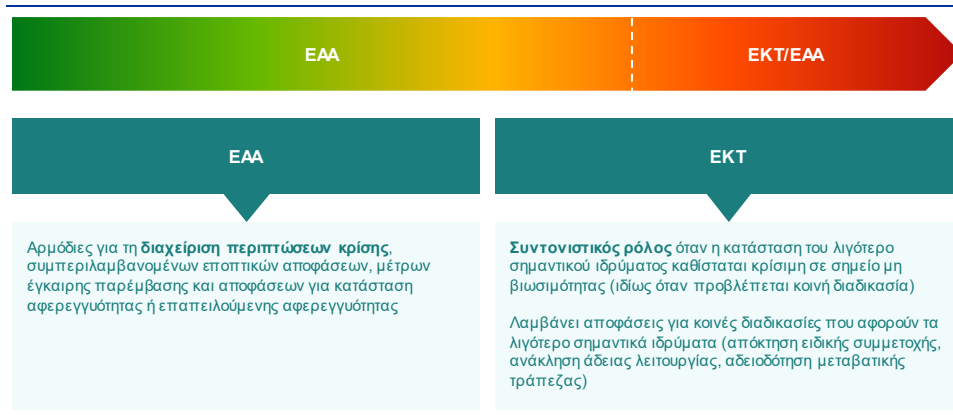 ΕΑΑ
ΕΚΤ/ΕΑΑ
ΕΑΑ
ΕΚΤ
Αρμόδιες για τη διαχείριση περιπτώσεων κρίσης,
συμπεριλαμβανομένων εποπτικών αποφάσεων, μέτρων
έγκαιρης παρέμβασης και αποφάσεων για κατάσταση
αφερεγγυότητας ή επαπειλούμενης αφερεγγυότητας
Συντονιστικός ρόλος όταν η κατάσταση του λιγότερο
σημαντικού ιδρύματος καθίσταται κρίσιμη σε σημείο μη
βιωσιμότητας (ιδίως όταν προβλέπεται κοινή διαδικασία)
Λαμβάνει αποφάσεις για κοινές διαδικασίες που αφορούν τα
λιγότερο σημαντικά ιδρύματα (απόκτηση ειδικής συμμετοχής,
ανάκληση άδειας λειτουργίας, αδειοδότηση μεταβατικής
τράπεζας)